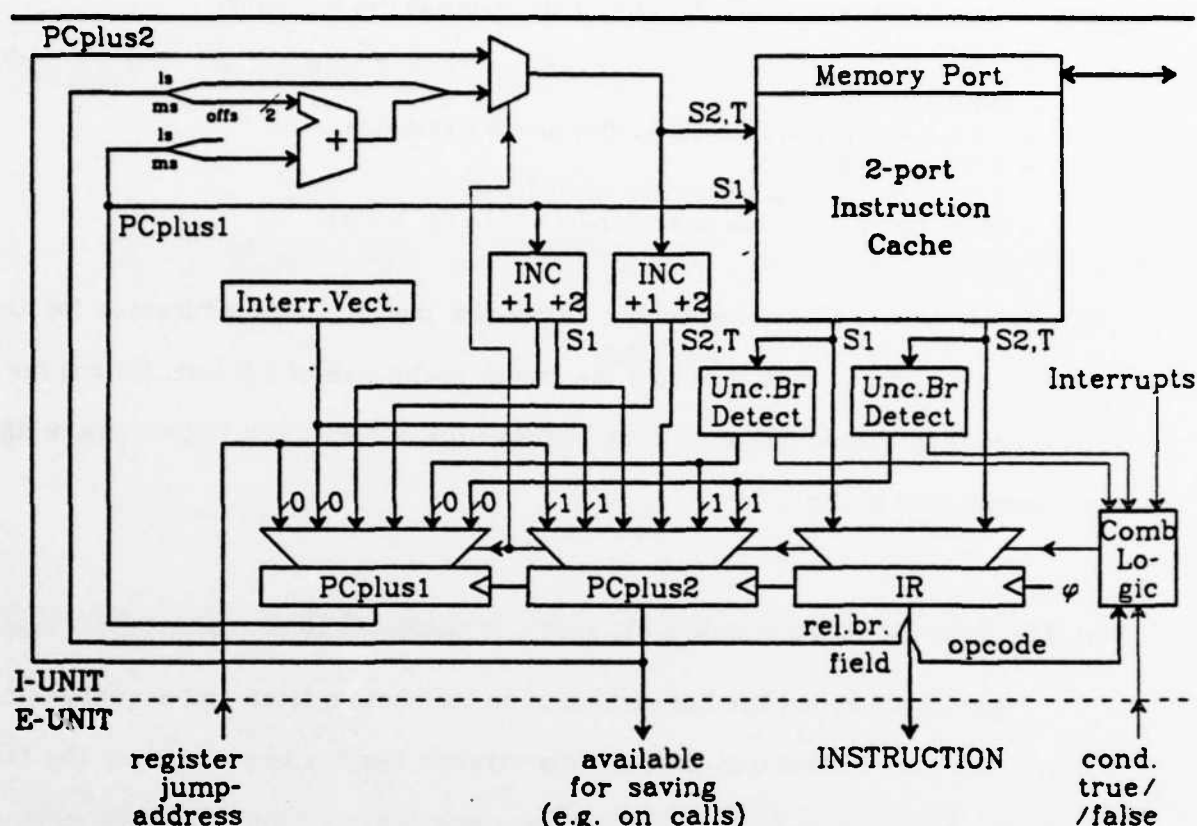 PCplus2
ls
ms
offs 2
ls
ms
+
PCplus1
S2,T
S1
Memory Port
2-port
Instruction
Cache
Interr.Vect.
INC
+1 +2
INC
+1 +2
S1
S2,T
S1
S2,T
Unc.Br
Detect
Unc.Br
Detect
Interrupts
0
0
0
0
1
1
1
1
Comb
Lo-
gic
PCplus1
PCplus2
IR
φ
rel.br.
field
opcode
I-UNIT
E-UNIT
register
jump-
address
available
for saving
(e.g. on calls)
INSTRUCTION
cond.
true/
/false